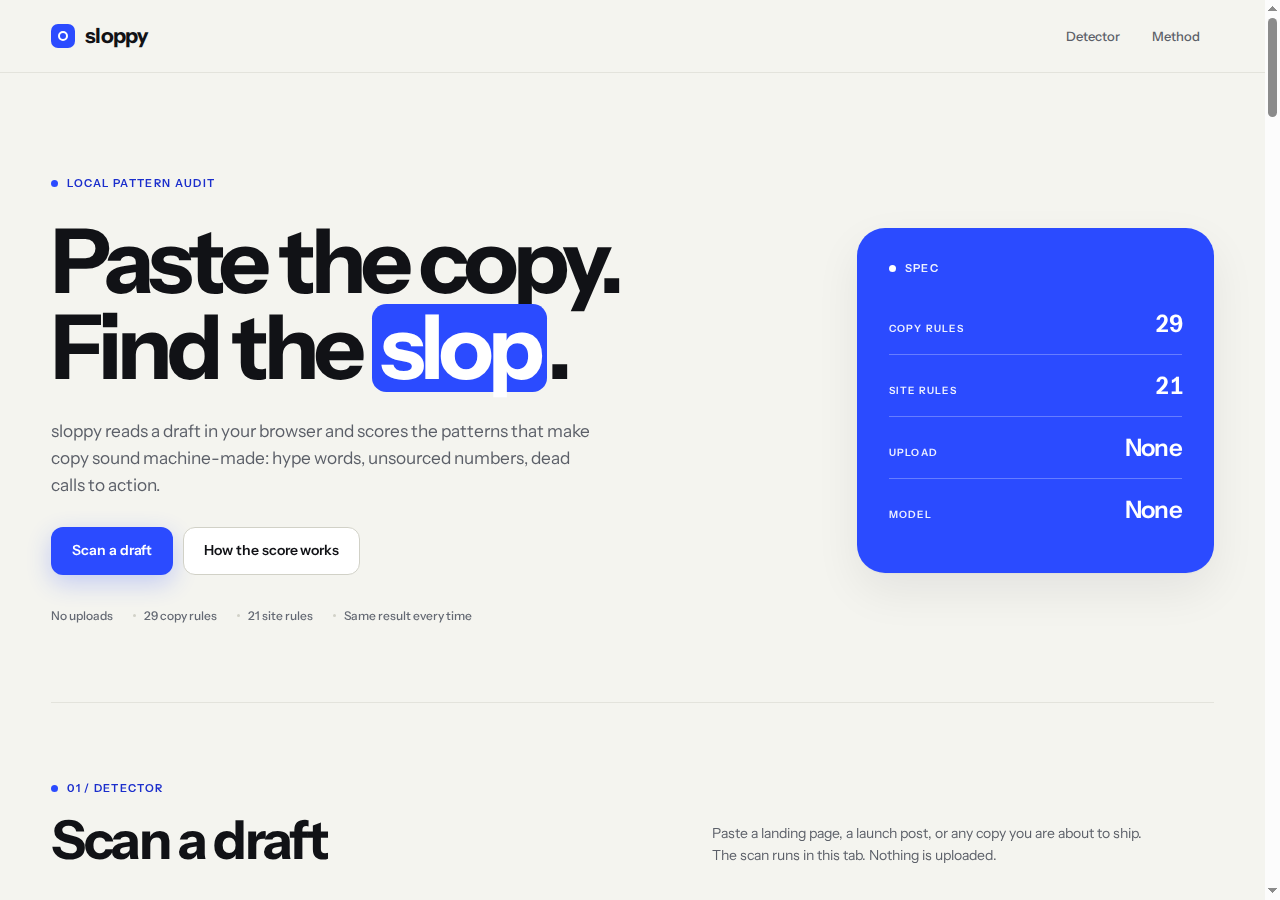 sloppy
Detector
Method
LOCAL PATTERN AUDIT
Paste the copy.
Find the slop.
sloppy reads a draft in your browser and scores the patterns that make
copy sound machine-made: hype words, unsourced numbers, dead
calls to action.
Scan a draft
How the score works
No uploads
29 copy rules
21 site rules
Same result every time
SPEC
COPY RULES 29
SITE RULES 21
UPLOAD None
MODEL None
01 / DETECTOR
Scan a draft
Paste a landing page, a launch post, or any copy you are about to ship.
The scan runs in this tab. Nothing is uploaded.